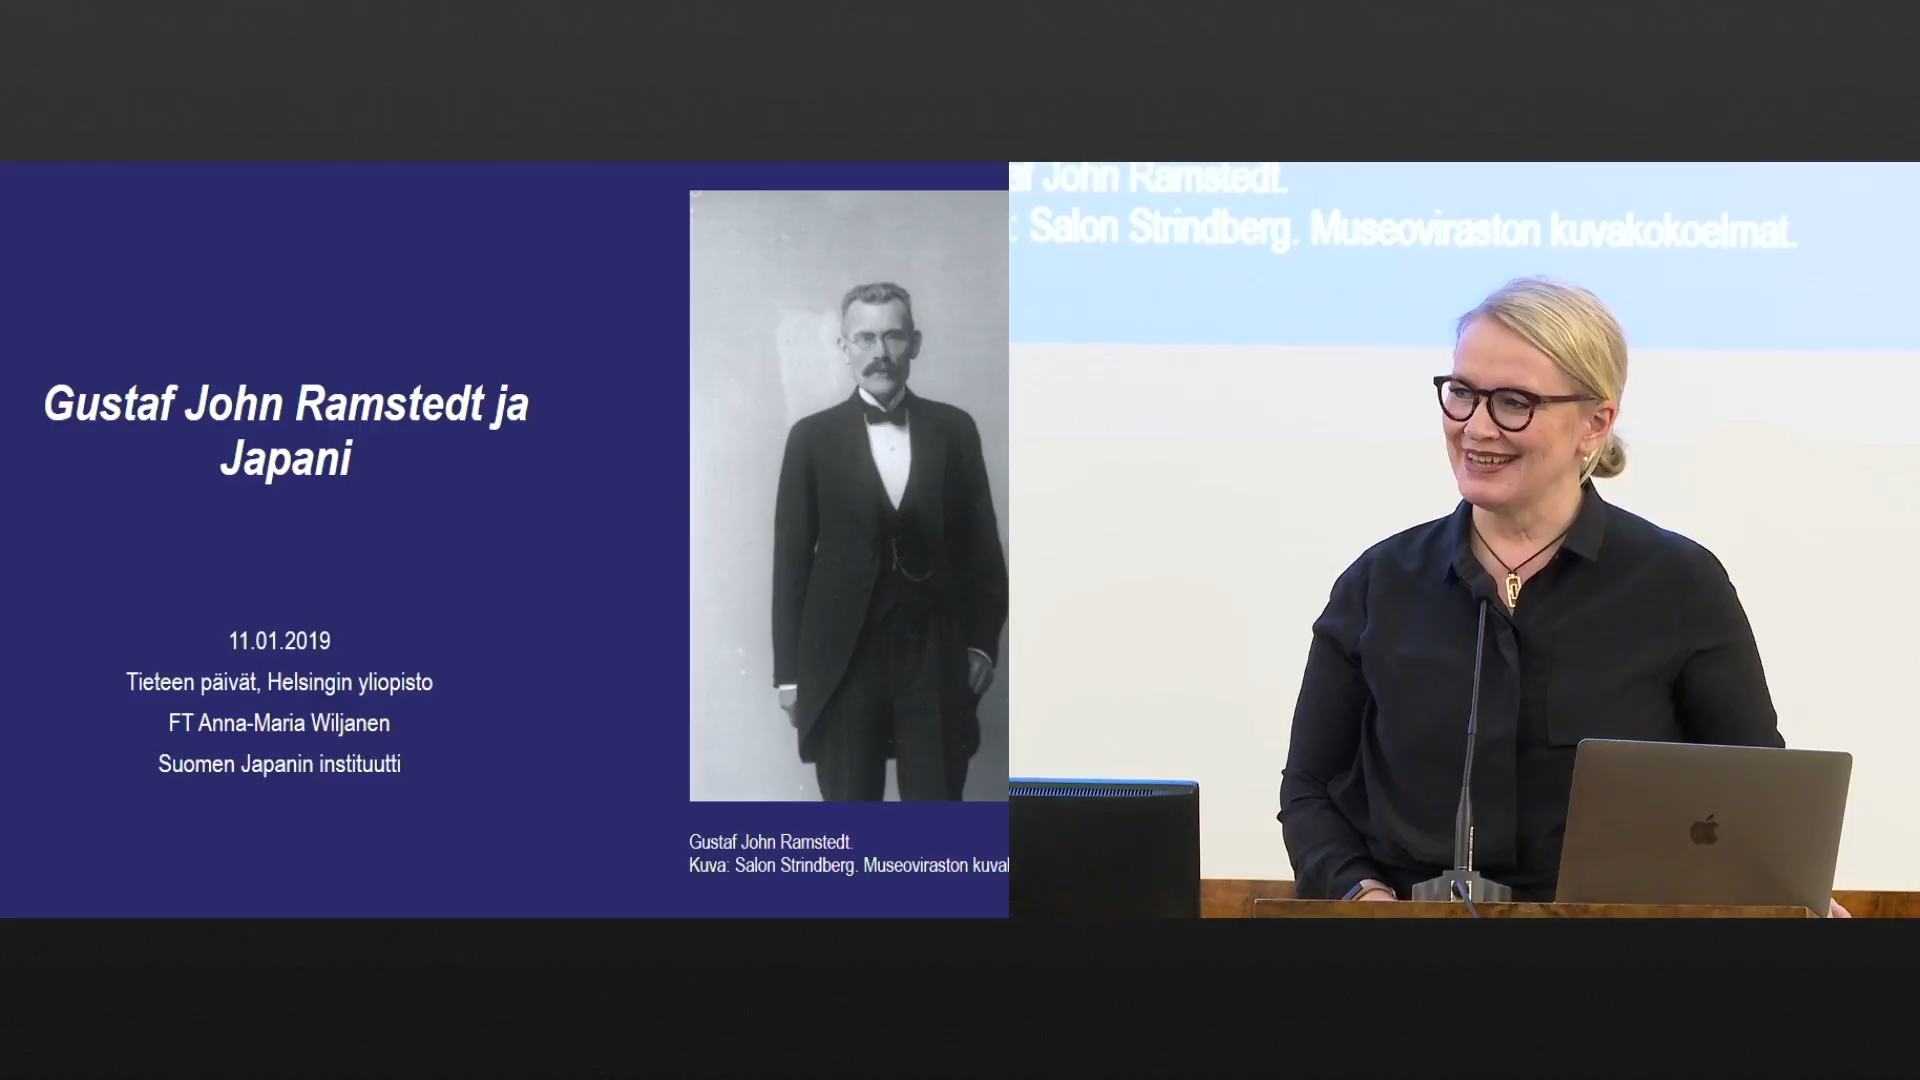 Gustaf John Ramstedt ja
Japani
11.01.2019
Tieteen päivät, Helsingin yliopisto
FT Anna-Maria Wiljanen
Suomen Japanin instituutti
Gustaf John Ramstedt.
Kuva: Salon Strindberg. Museoviraston
John Ramstedt.
: Salon Strindberg. Museoviraston kuvakokoelmat.